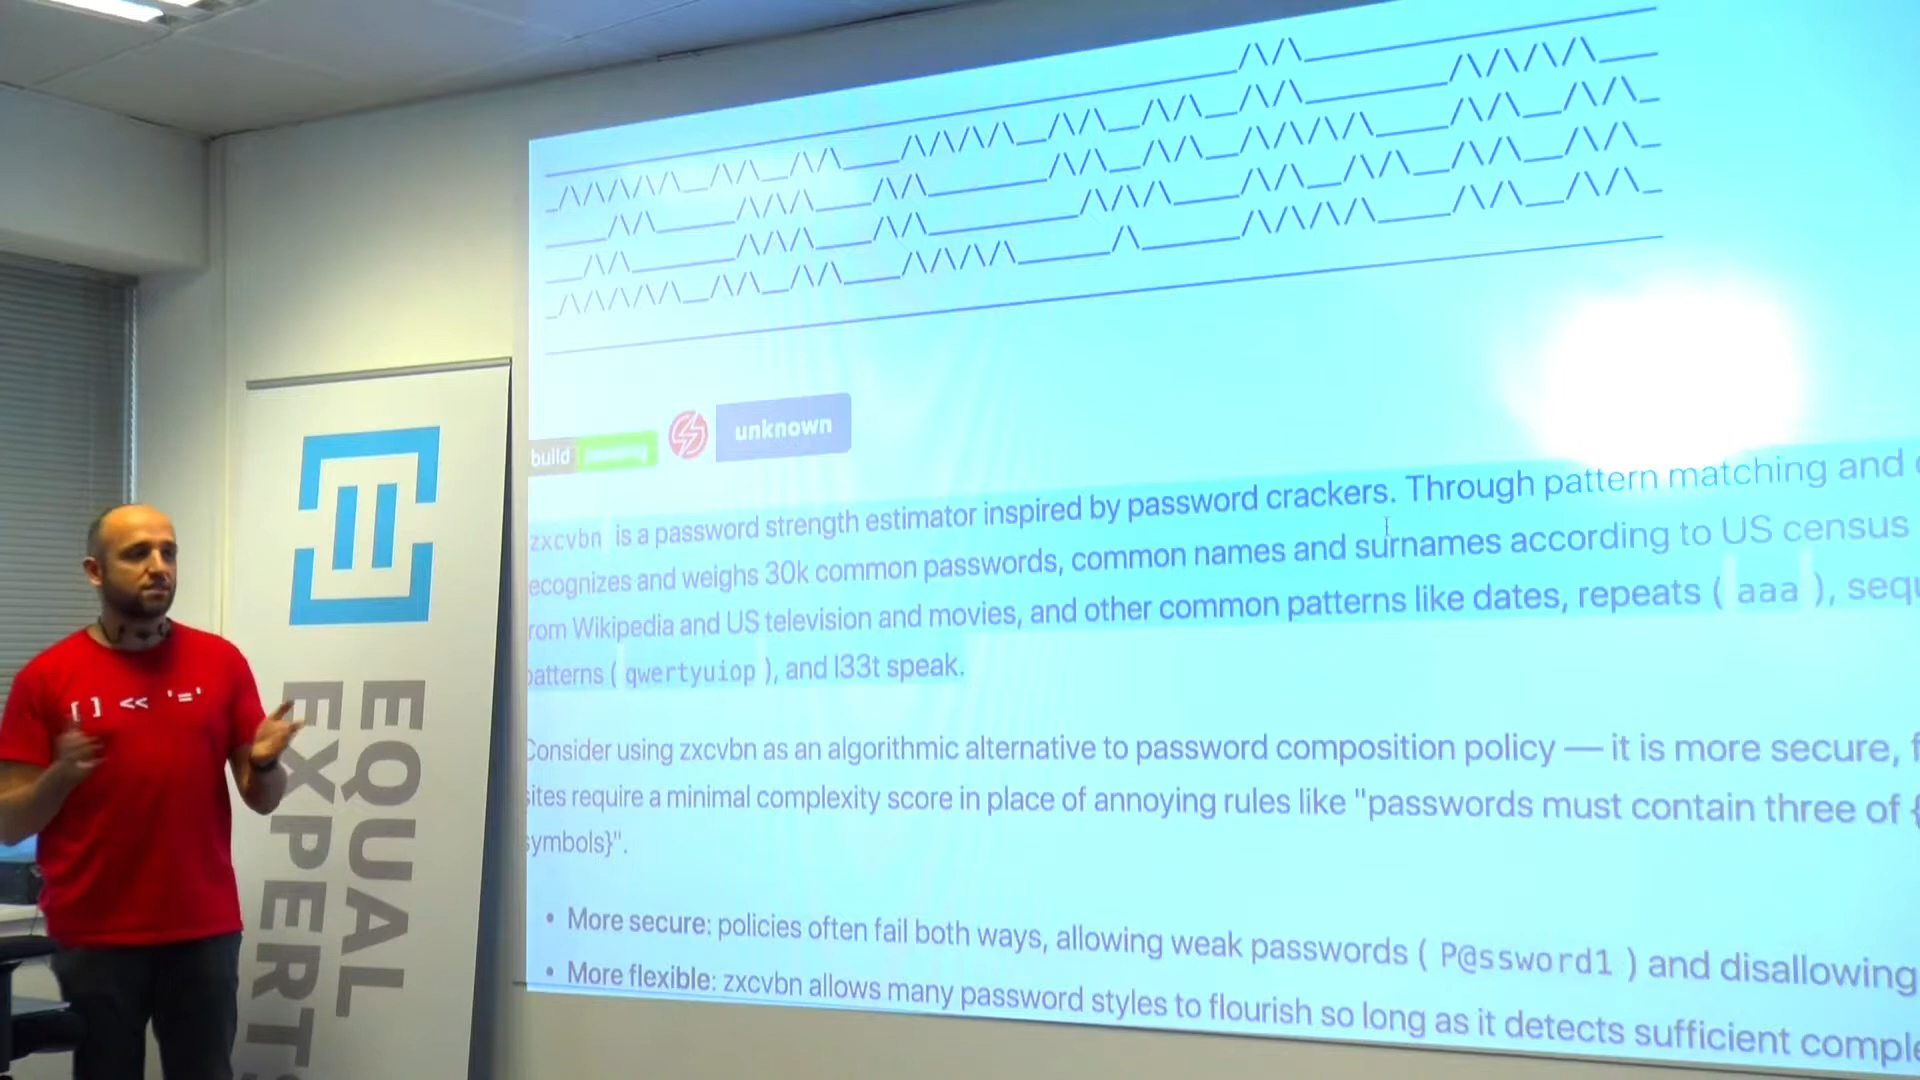 build
unknown
zxcvbn is a password strength estimator inspired by password crackers. Through pattern matching and
ecognizes and weighs 30k common passwords, common names and surnames according to US census
rom Wikipedia and US television and movies, and other common patterns like dates, repeats ( aaa ), sequ
patterns ( qwertyuiop ), and l33t speak.
Consider using zxcvbn as an algorithmic alternative to password composition policy — it is more secure, f
ites require a minimal complexity score in place of annoying rules like "passwords must contain three of {
ymbols}".
• More secure: policies often fail both ways, allowing weak passwords ( P@ssword1 ) and disallowing
• More flexible: zxcvbn allows many password styles to flourish so long as it detects sufficient comple
EQUAL
EXPERTS
[ ] << '='